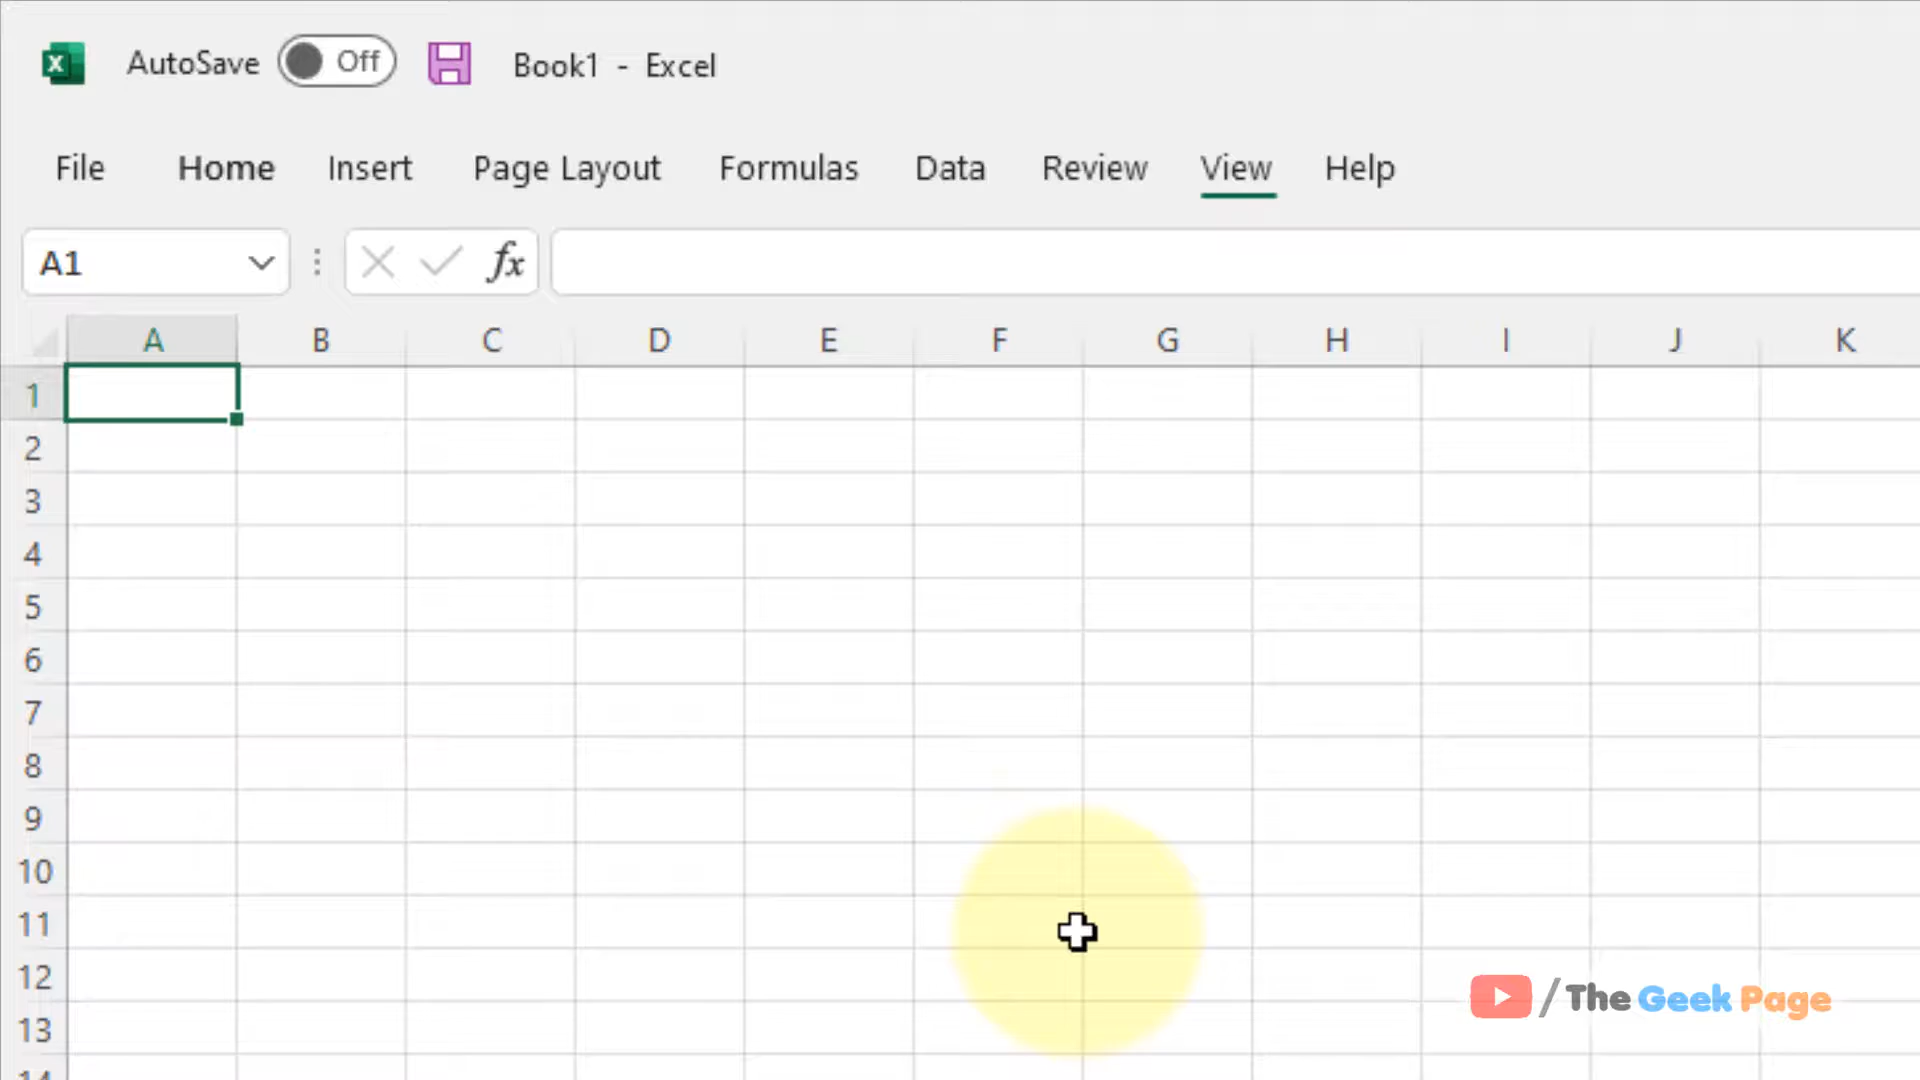 AutoSave Off Book1 - Excel
File Home Insert Page Layout Formulas Data Review View Help
A1 fx
A B C D E F G H I J K
1
2
3
4
5
6
7
8
9
10
11
12
13
14
/The Geek Page